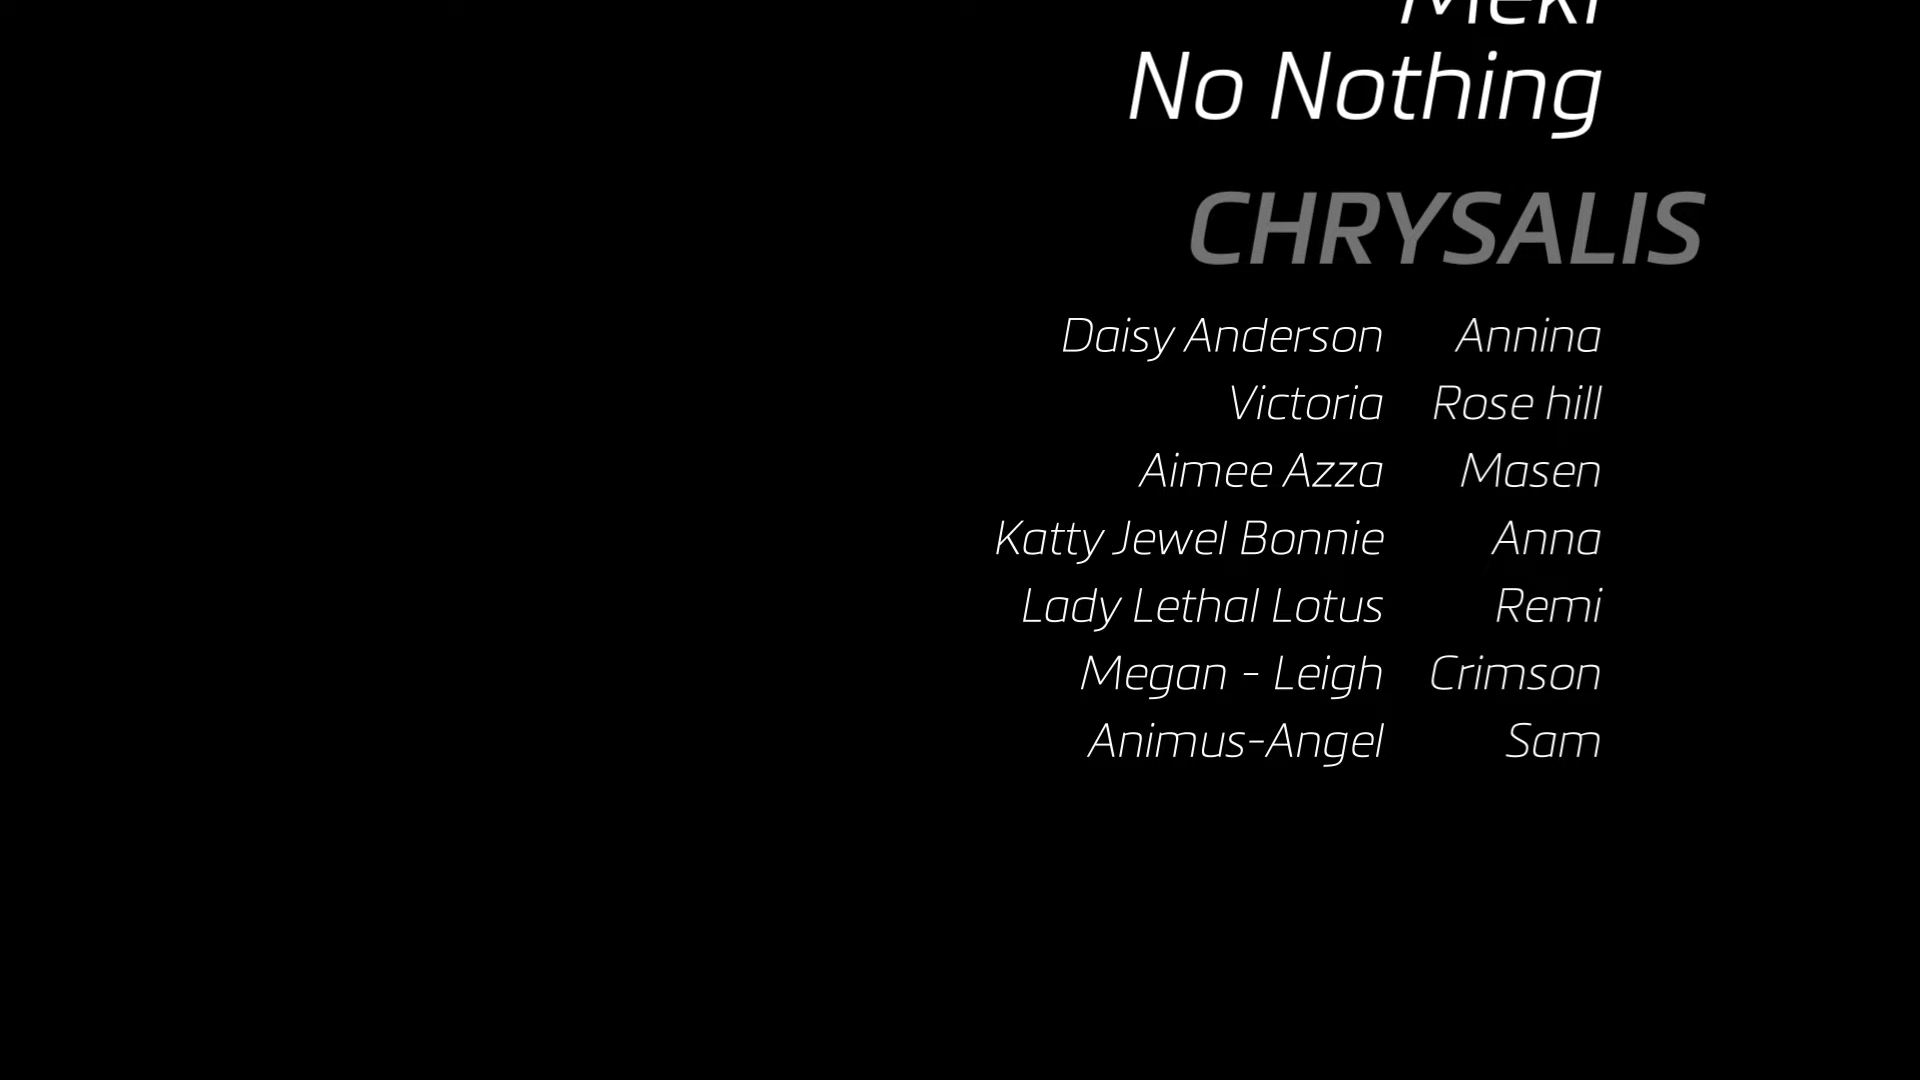 Meki
No Nothing
CHRYSALIS
Daisy Anderson Annina
Victoria Rose hill
Aimee Azza Masen
Katty Jewel Bonnie Anna
Lady Lethal Lotus Remi
Megan - Leigh Crimson
Animus-Angel Sam